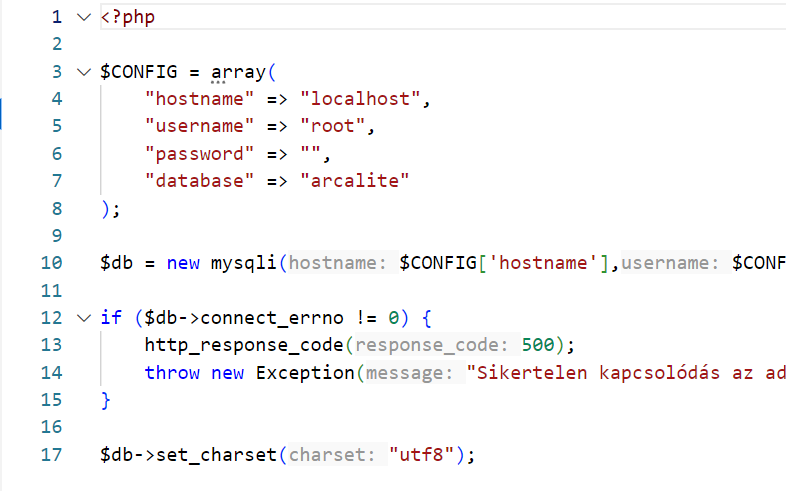 1 <?php
2
3 $CONFIG = array(
4 "hostname" => "localhost",
5 "username" => "root",
6 "password" => "",
7 "database" => "arcalite"
8 );
9
10 $db = new mysqli(hostname: $CONFIG['hostname'],username: $CONF
11
12 if ($db->connect_errno != 0) {
13 http_response_code(response_code: 500);
14 throw new Exception(message: "Sikertelen kapcsolódás az ad
15 }
16
17 $db->set_charset(charset: "utf8");